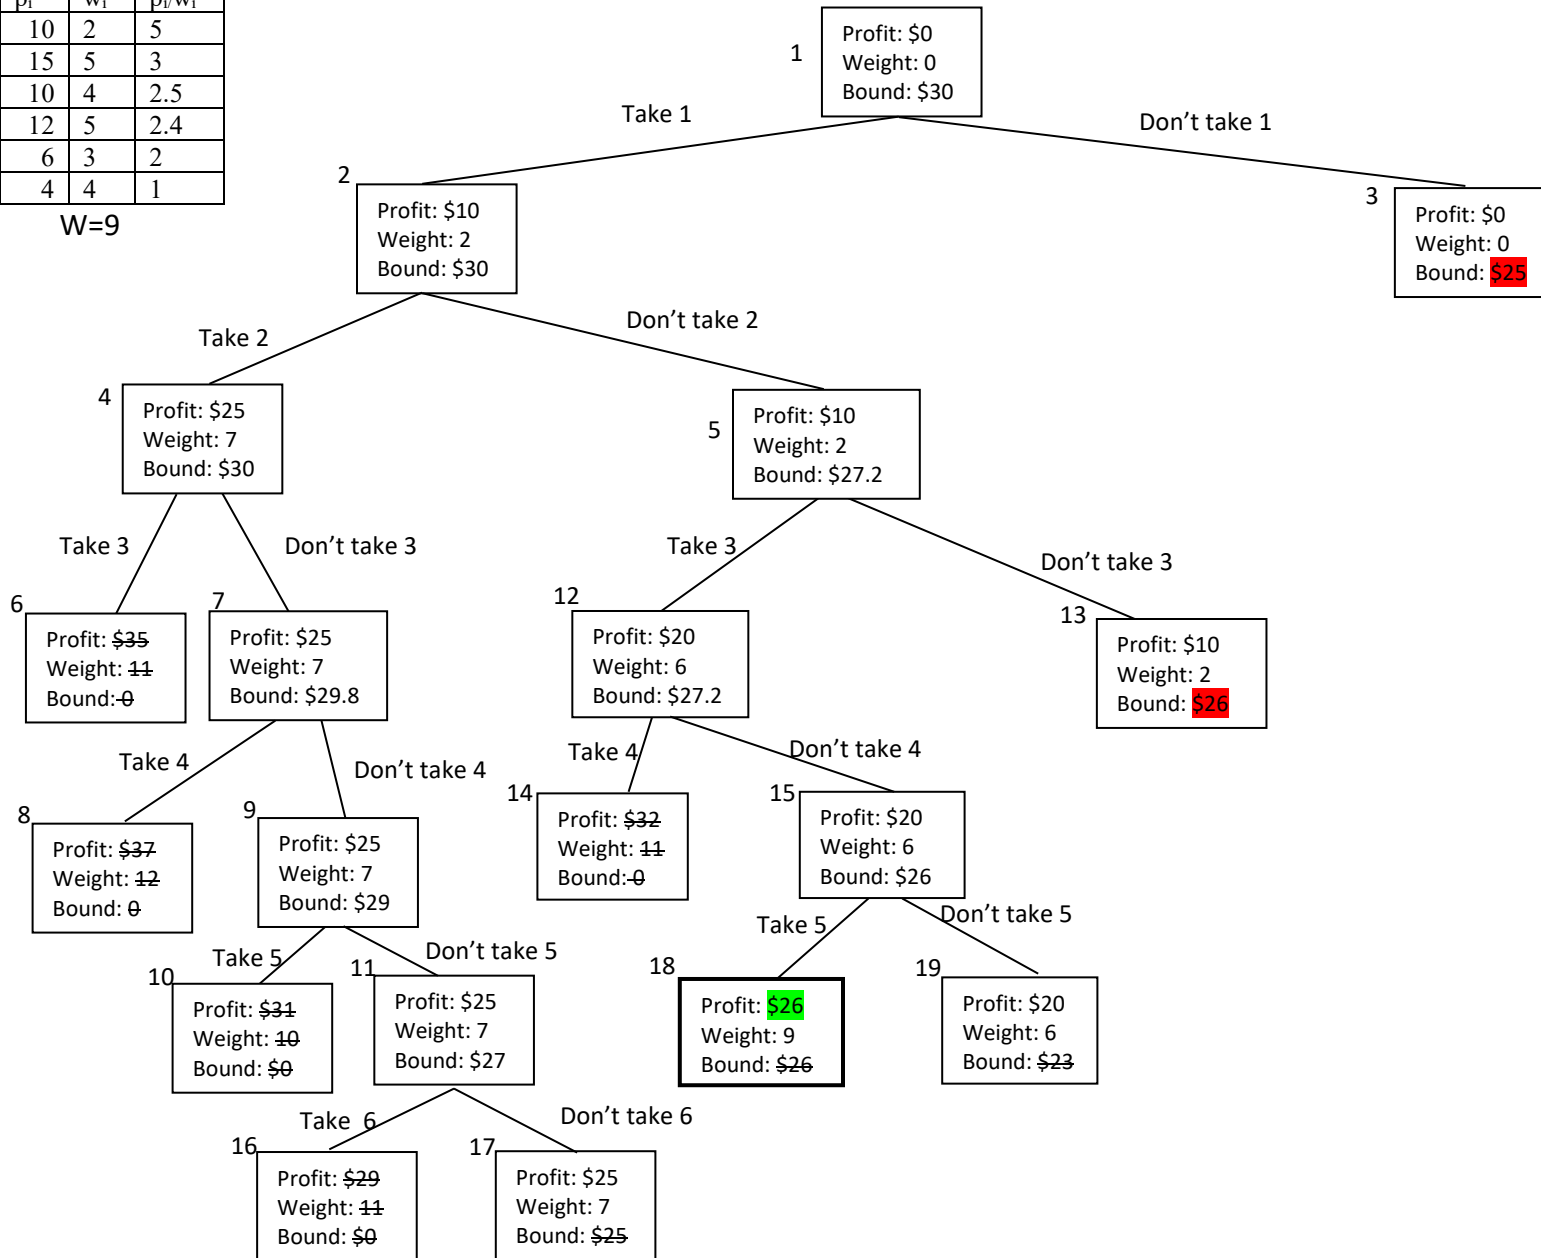 pᵢ wᵢ pᵢ/wᵢ
10 2 5
15 5 3
10 4 2.5
12 5 2.4
6 3 2
4 4 1
W=9
1
Profit: $0
Weight: 0
Bound: $30
Take 1
Don't take 1
2
Profit: $10
Weight: 2
Bound: $30
3
Profit: $0
Weight: 0
Bound: $25
Take 2
Don't take 2
4
Profit: $25
Weight: 7
Bound: $30
5
Profit: $10
Weight: 2
Bound: $27.2
Take 3
Don't take 3
Take 3
Don't take 3
6
Profit: $35
Weight: 11
Bound: 0
7
Profit: $25
Weight: 7
Bound: $29.8
12
Profit: $20
Weight: 6
Bound: $27.2
13
Profit: $10
Weight: 2
Bound: $26
Take 4
Don't take 4
Take 4
Don't take 4
8
Profit: $37
Weight: 12
Bound: 0
9
Profit: $25
Weight: 7
Bound: $29
14
Profit: $32
Weight: 11
Bound: 0
15
Profit: $20
Weight: 6
Bound: $26
Take 5
Don't take 5
Take 5
Don't take 5
10
Profit: $31
Weight: 10
Bound: $0
11
Profit: $25
Weight: 7
Bound: $27
18
Profit: $26
Weight: 9
Bound: $26
19
Profit: $20
Weight: 6
Bound: $23
Take 6
Don't take 6
16
Profit: $29
Weight: 11
Bound: $0
17
Profit: $25
Weight: 7
Bound: $25